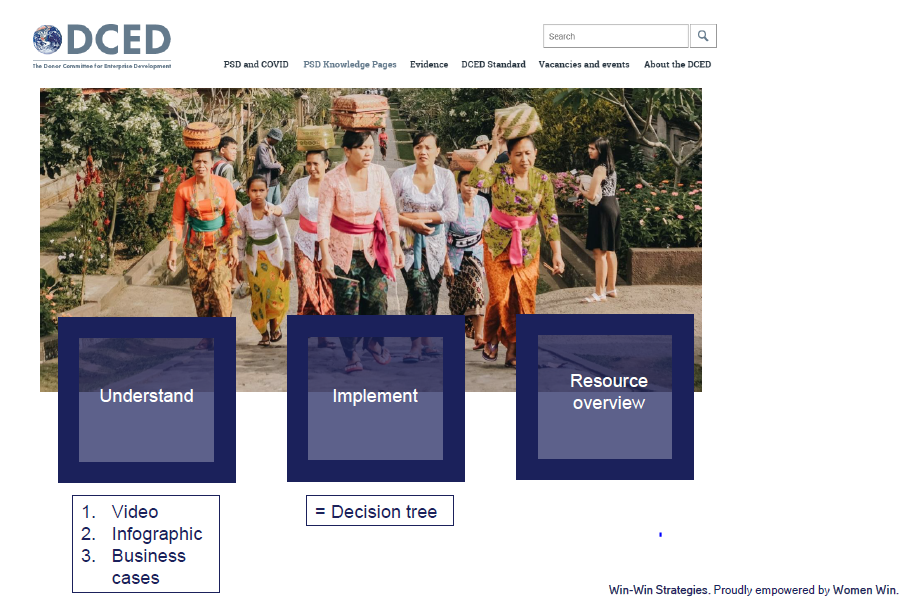 DCED
The Donor Committee for Enterprise Development
Search
PSD and COVID PSD Knowledge Pages Evidence DCED Standard Vacancies and events About the DCED
Understand
Implement
Resource
overview
1. Video
2. Infographic
3. Business
cases
= Decision tree
Win-Win Strategies. Proudly empowered by Women Win.